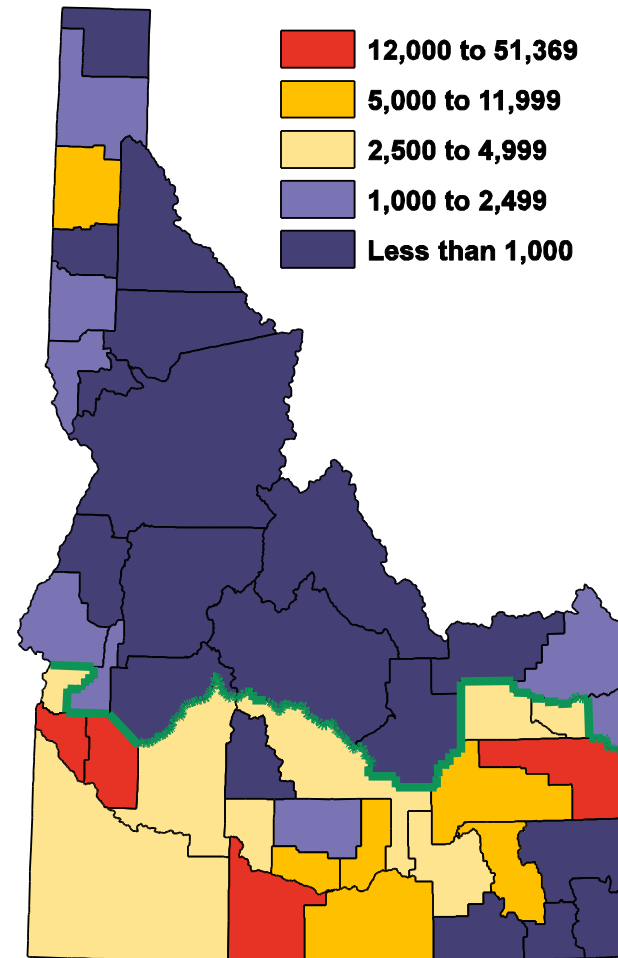 12,000 to 51,369
5,000 to 11,999
2,500 to 4,999
1,000 to 2,499
Less than 1,000